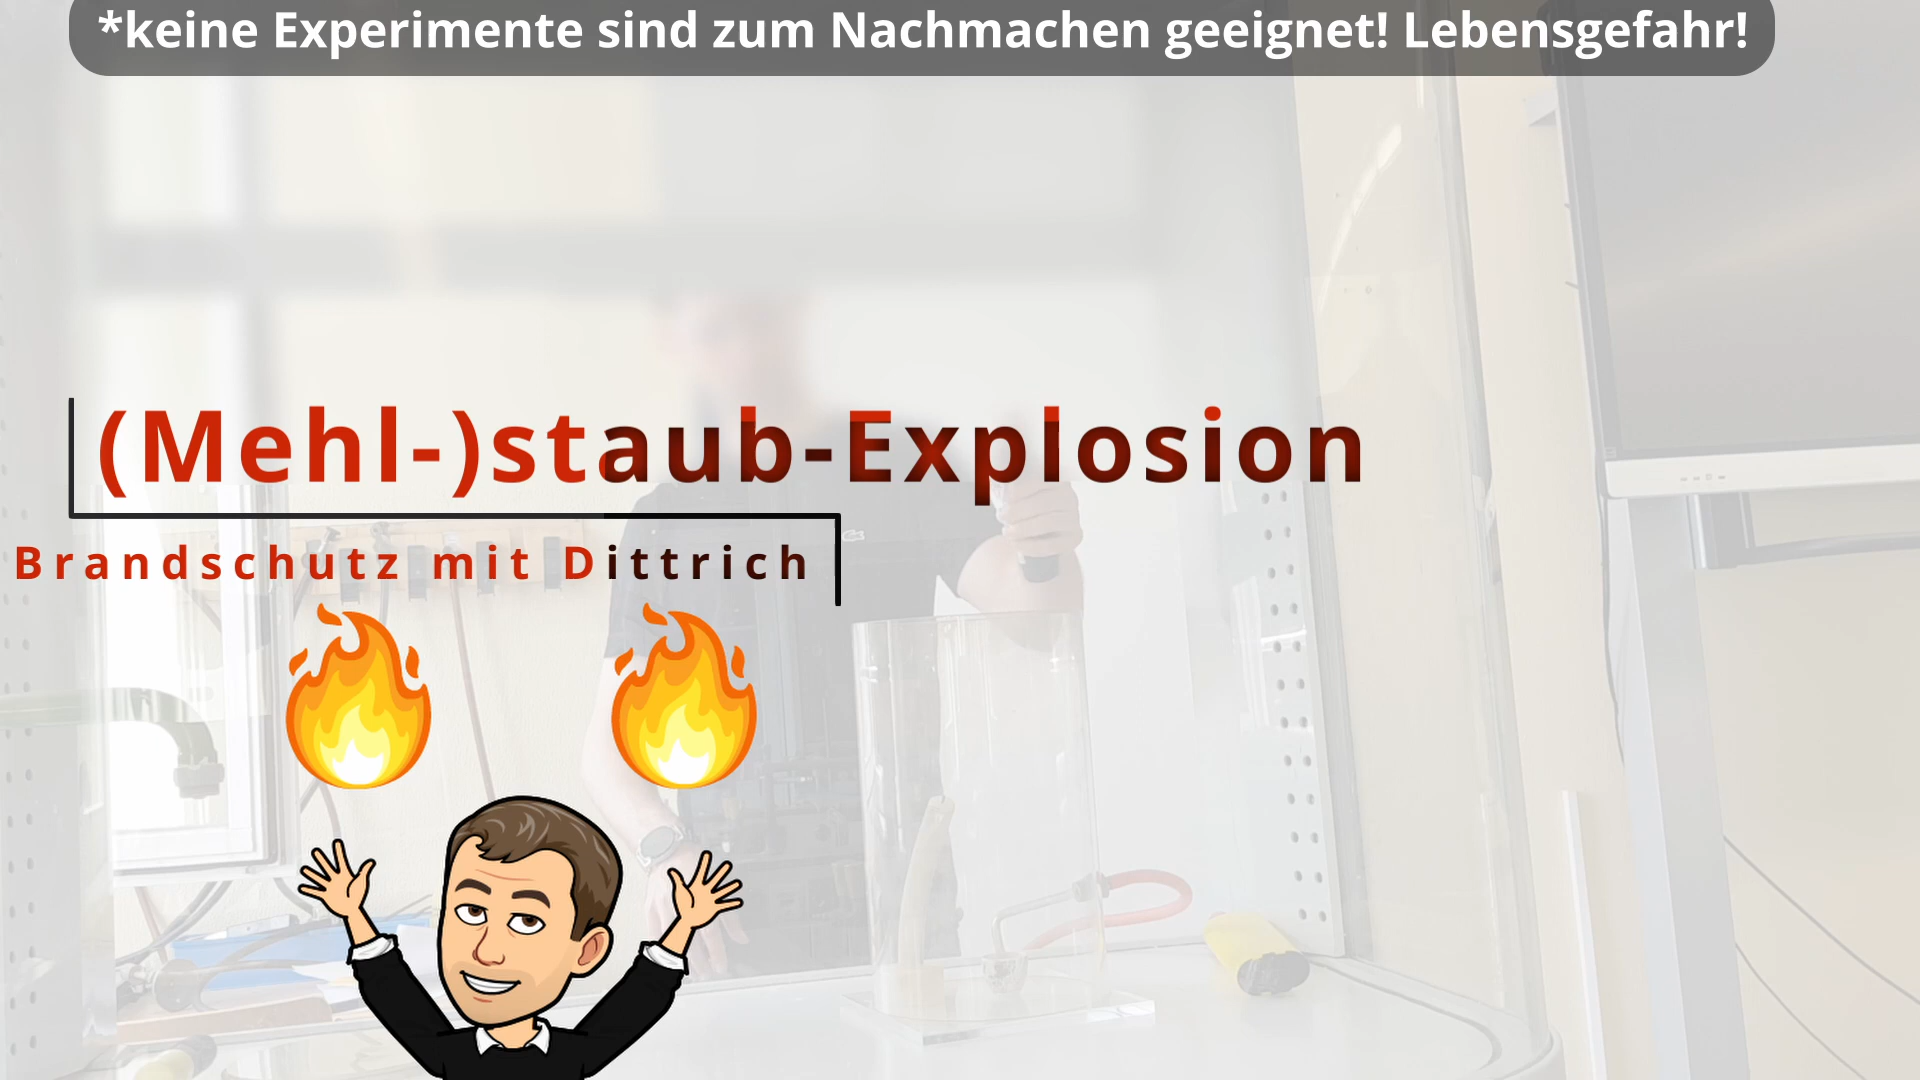 *keine Experimente sind zum Nachmachen geeignet! Lebensgefahr!
(Mehl-)staub-Explosion
Brandschutz mit Dittrich